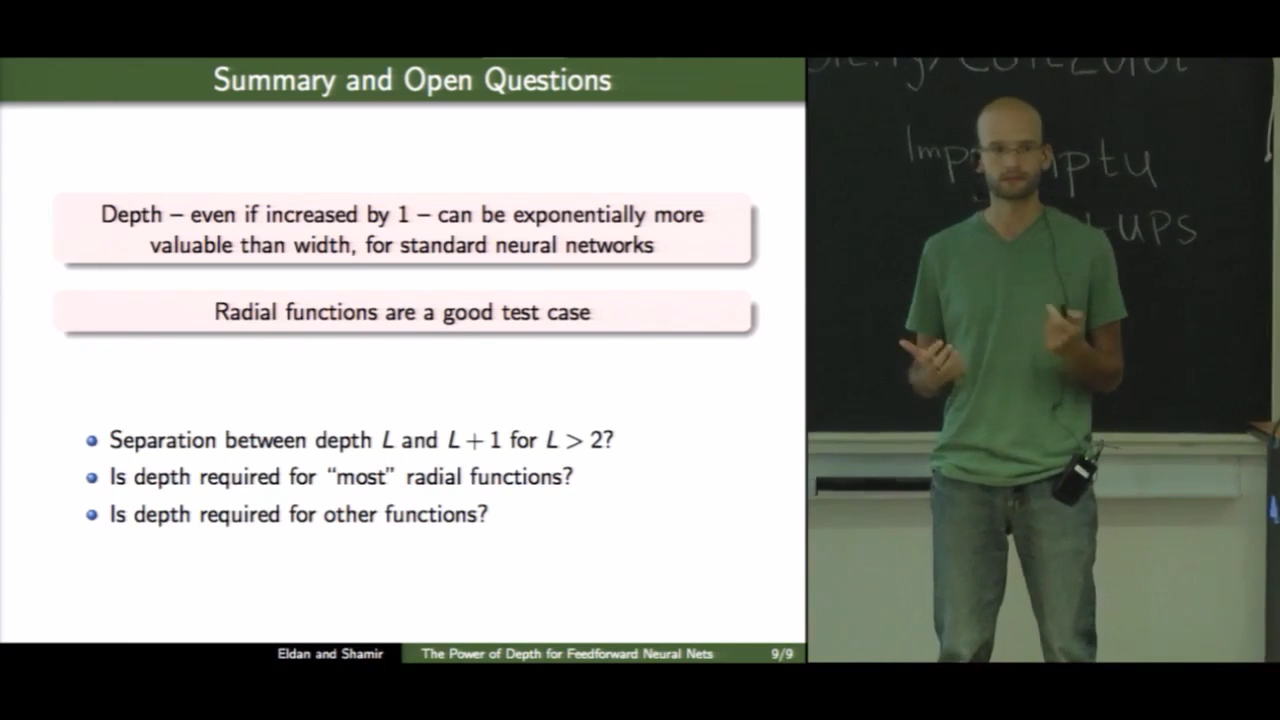 Summary and Open Questions
Depth – even if increased by 1 – can be exponentially more
valuable than width, for standard neural networks
Radial functions are a good test case
• Separation between depth L and L + 1 for L > 2?
• Is depth required for “most” radial functions?
• Is depth required for other functions?
Eldan and Shamir
The Power of Depth for Feedforward Neural Nets
9/9